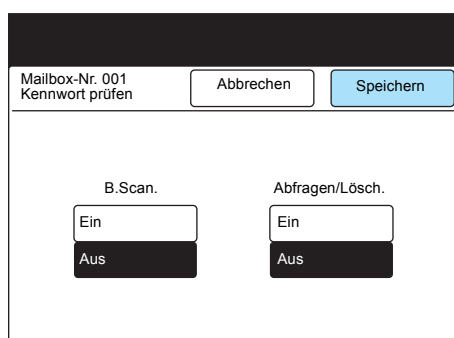 Mailbox-Nr. 001
Kennwort prüfen
Abbrechen
Speichern
B.Scan.
Abfragen/Lösch.
Ein
Ein
Aus
Aus